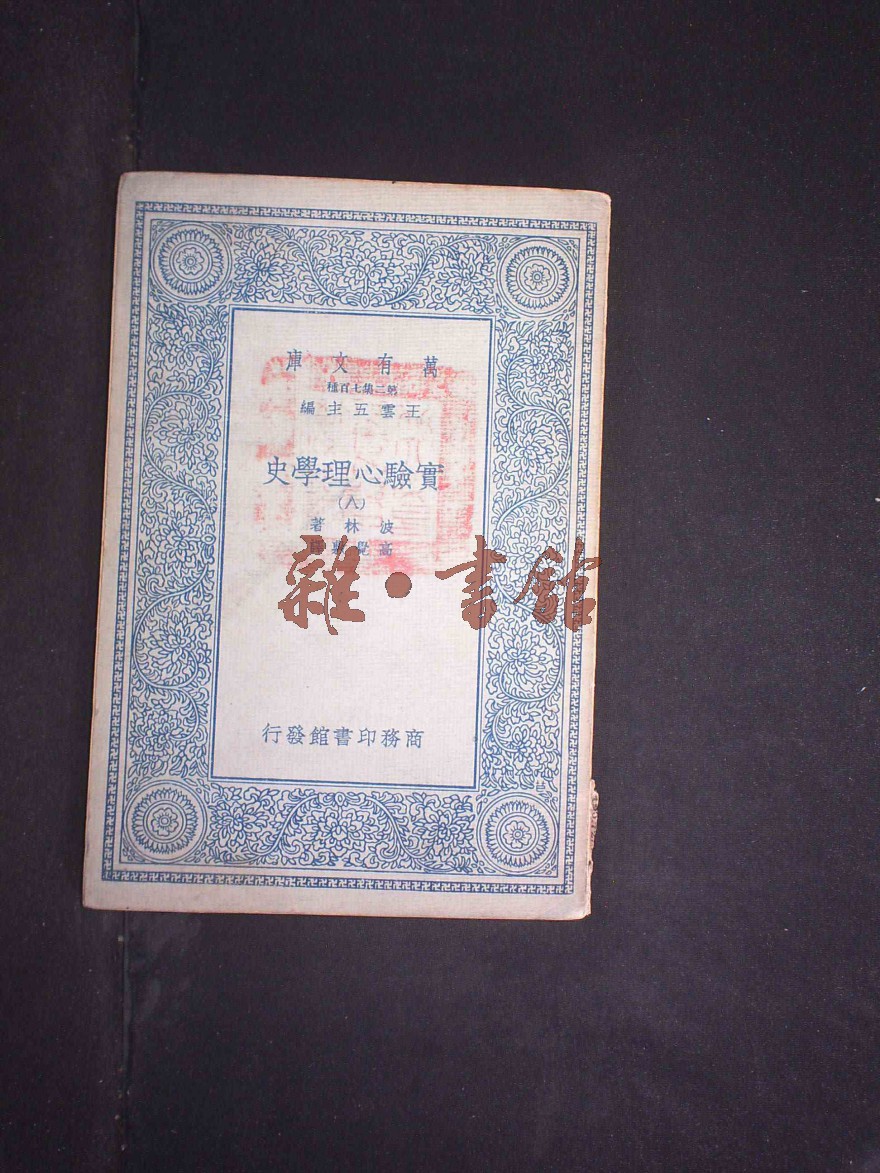 萬有文庫
第二集七百種
王雲五主編
實驗心理學史
(八)
波林著
高覺
商務印書館發行
雜·書館